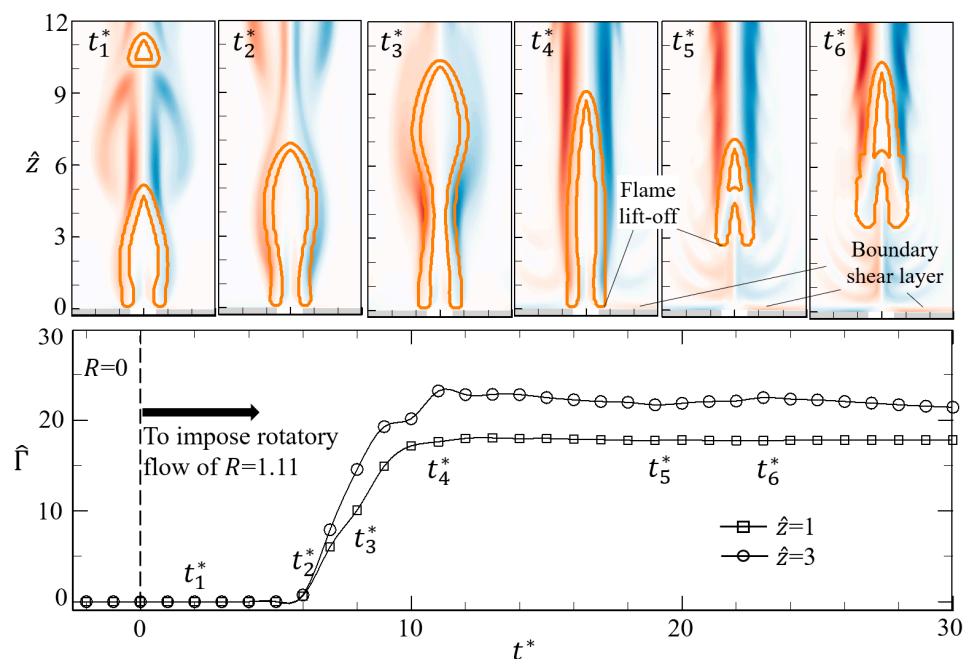 12
9
6
3
0
ẑ
t₁*
t₂*
t₃*
t₄*
t₅*
t₆*
Flame
lift-off
Boundary
shear layer
30
20
10
0
Γ̂
R=0
To impose rotatory
flow of R=1.11
t₁*
t₂*
t₃*
t₄*
t₅*
t₆*
ẑ=1
ẑ=3
0
10
20
30
t*